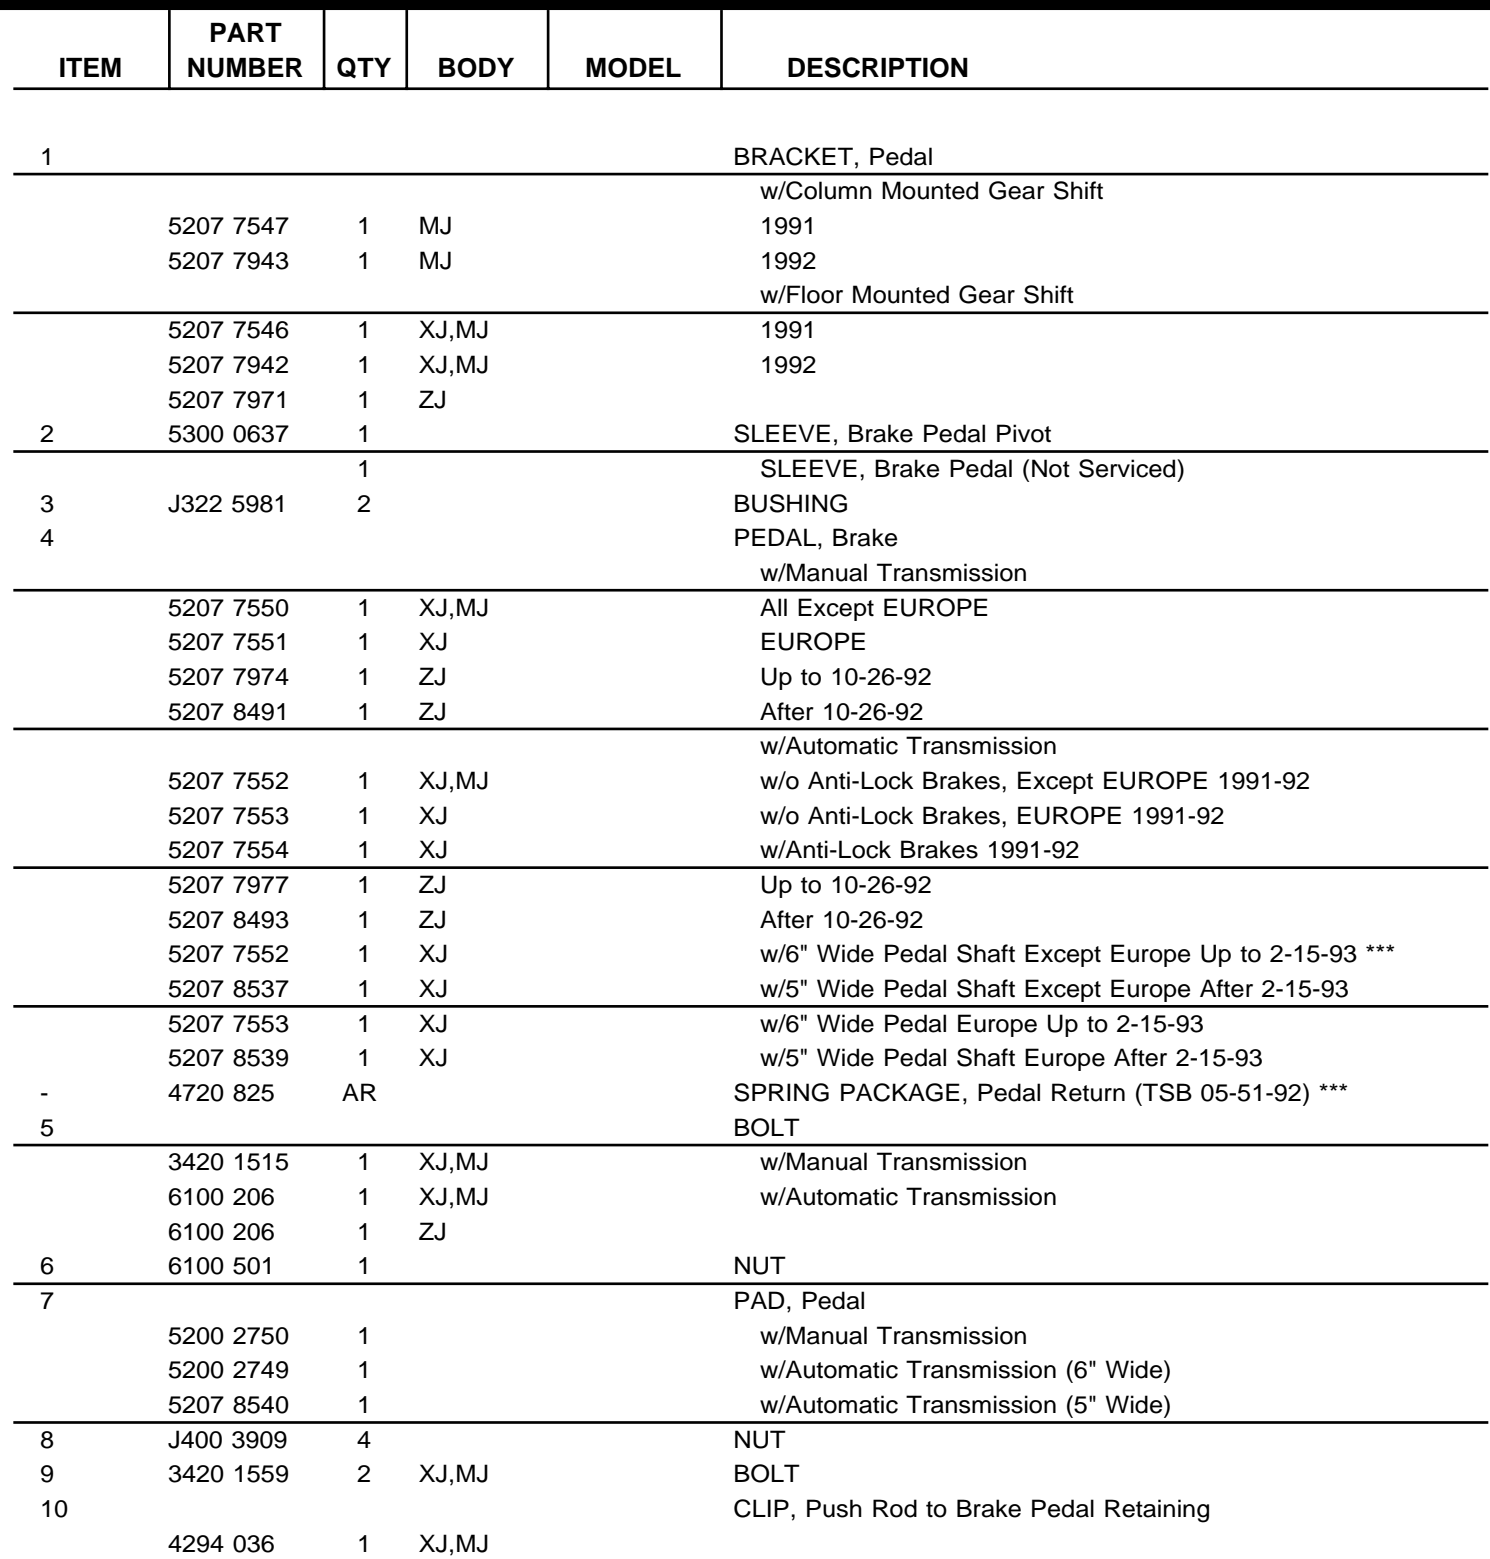 PART
ITEM NUMBER QTY BODY MODEL DESCRIPTION
1 BRACKET, Pedal
w/Column Mounted Gear Shift
5207 7547 1 MJ 1991
5207 7943 1 MJ 1992
w/Floor Mounted Gear Shift
5207 7546 1 XJ,MJ 1991
5207 7942 1 XJ,MJ 1992
5207 7971 1 ZJ
2 5300 0637 1 SLEEVE, Brake Pedal Pivot
1 SLEEVE, Brake Pedal (Not Serviced)
3 J322 5981 2 BUSHING
4 PEDAL, Brake
w/Manual Transmission
5207 7550 1 XJ,MJ All Except EUROPE
5207 7551 1 XJ EUROPE
5207 7974 1 ZJ Up to 10-26-92
5207 8491 1 ZJ After 10-26-92
w/Automatic Transmission
5207 7552 1 XJ,MJ w/o Anti-Lock Brakes, Except EUROPE 1991-92
5207 7553 1 XJ w/o Anti-Lock Brakes, EUROPE 1991-92
5207 7554 1 XJ w/Anti-Lock Brakes 1991-92
5207 7977 1 ZJ Up to 10-26-92
5207 8493 1 ZJ After 10-26-92
5207 7552 1 XJ w/6" Wide Pedal Shaft Except Europe Up to 2-15-93 ***
5207 8537 1 XJ w/5" Wide Pedal Shaft Except Europe After 2-15-93
5207 7553 1 XJ w/6" Wide Pedal Europe Up to 2-15-93
5207 8539 1 XJ w/5" Wide Pedal Shaft Europe After 2-15-93
- 4720 825 AR SPRING PACKAGE, Pedal Return (TSB 05-51-92) ***
5 BOLT
3420 1515 1 XJ,MJ w/Manual Transmission
6100 206 1 XJ,MJ w/Automatic Transmission
6100 206 1 ZJ
6 6100 501 1 NUT
7 PAD, Pedal
5200 2750 1 w/Manual Transmission
5200 2749 1 w/Automatic Transmission (6" Wide)
5207 8540 1 w/Automatic Transmission (5" Wide)
8 J400 3909 4 NUT
9 3420 1559 2 XJ,MJ BOLT
10 CLIP, Push Rod to Brake Pedal Retaining
4294 036 1 XJ,MJ